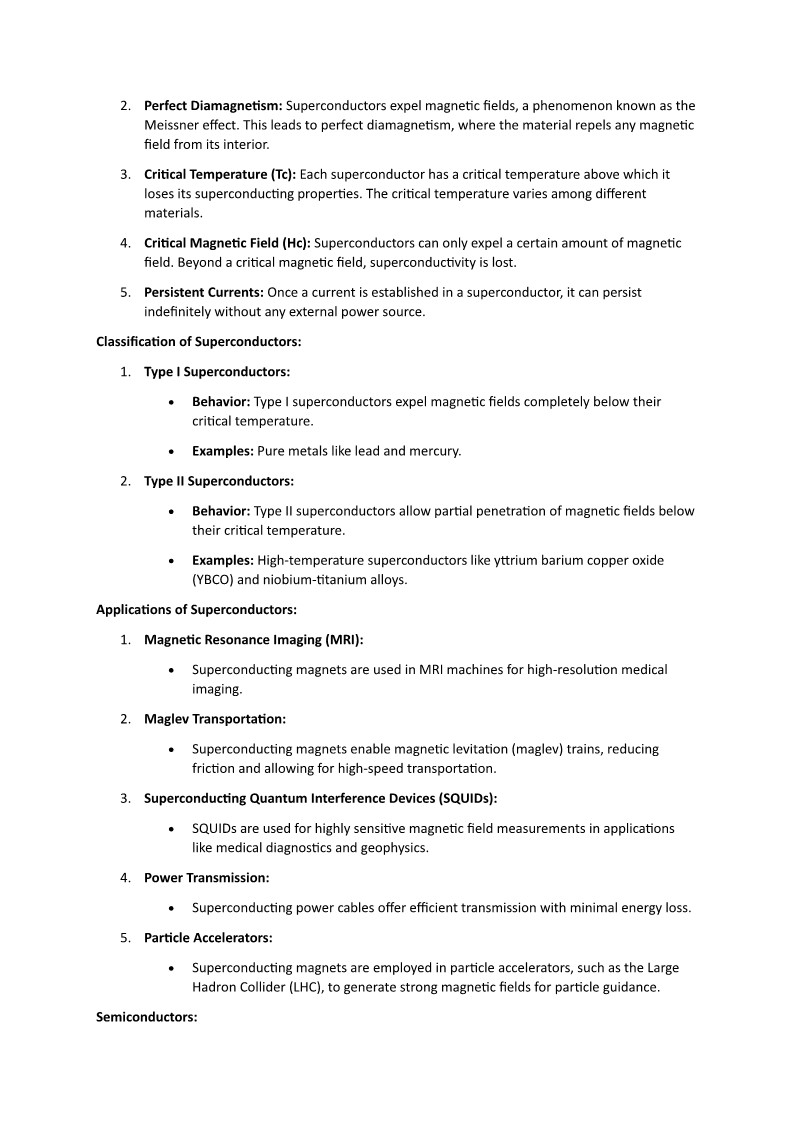 2. Perfect Diamagnetism: Superconductors expel magnetic fields, a phenomenon known as the
Meissner effect. This leads to perfect diamagnetism, where the material repels any magnetic
field from its interior.
3. Critical Temperature (Tc): Each superconductor has a critical temperature above which it
loses its superconducting properties. The critical temperature varies among different
materials.
4. Critical Magnetic Field (Hc): Superconductors can only expel a certain amount of magnetic
field. Beyond a critical magnetic field, superconductivity is lost.
5. Persistent Currents: Once a current is established in a superconductor, it can persist
indefinitely without any external power source.
Classification of Superconductors:
1. Type I Superconductors:
• Behavior: Type I superconductors expel magnetic fields completely below their
critical temperature.
• Examples: Pure metals like lead and mercury.
2. Type II Superconductors:
• Behavior: Type II superconductors allow partial penetration of magnetic fields below
their critical temperature.
• Examples: High-temperature superconductors like yttrium barium copper oxide
(YBCO) and niobium-titanium alloys.
Applications of Superconductors:
1. Magnetic Resonance Imaging (MRI):
• Superconducting magnets are used in MRI machines for high-resolution medical
imaging.
2. Maglev Transportation:
• Superconducting magnets enable magnetic levitation (maglev) trains, reducing
friction and allowing for high-speed transportation.
3. Superconducting Quantum Interference Devices (SQUIDs):
• SQUIDs are used for highly sensitive magnetic field measurements in applications
like medical diagnostics and geophysics.
4. Power Transmission:
• Superconducting power cables offer efficient transmission with minimal energy loss.
5. Particle Accelerators:
• Superconducting magnets are employed in particle accelerators, such as the Large
Hadron Collider (LHC), to generate strong magnetic fields for particle guidance.
Semiconductors: